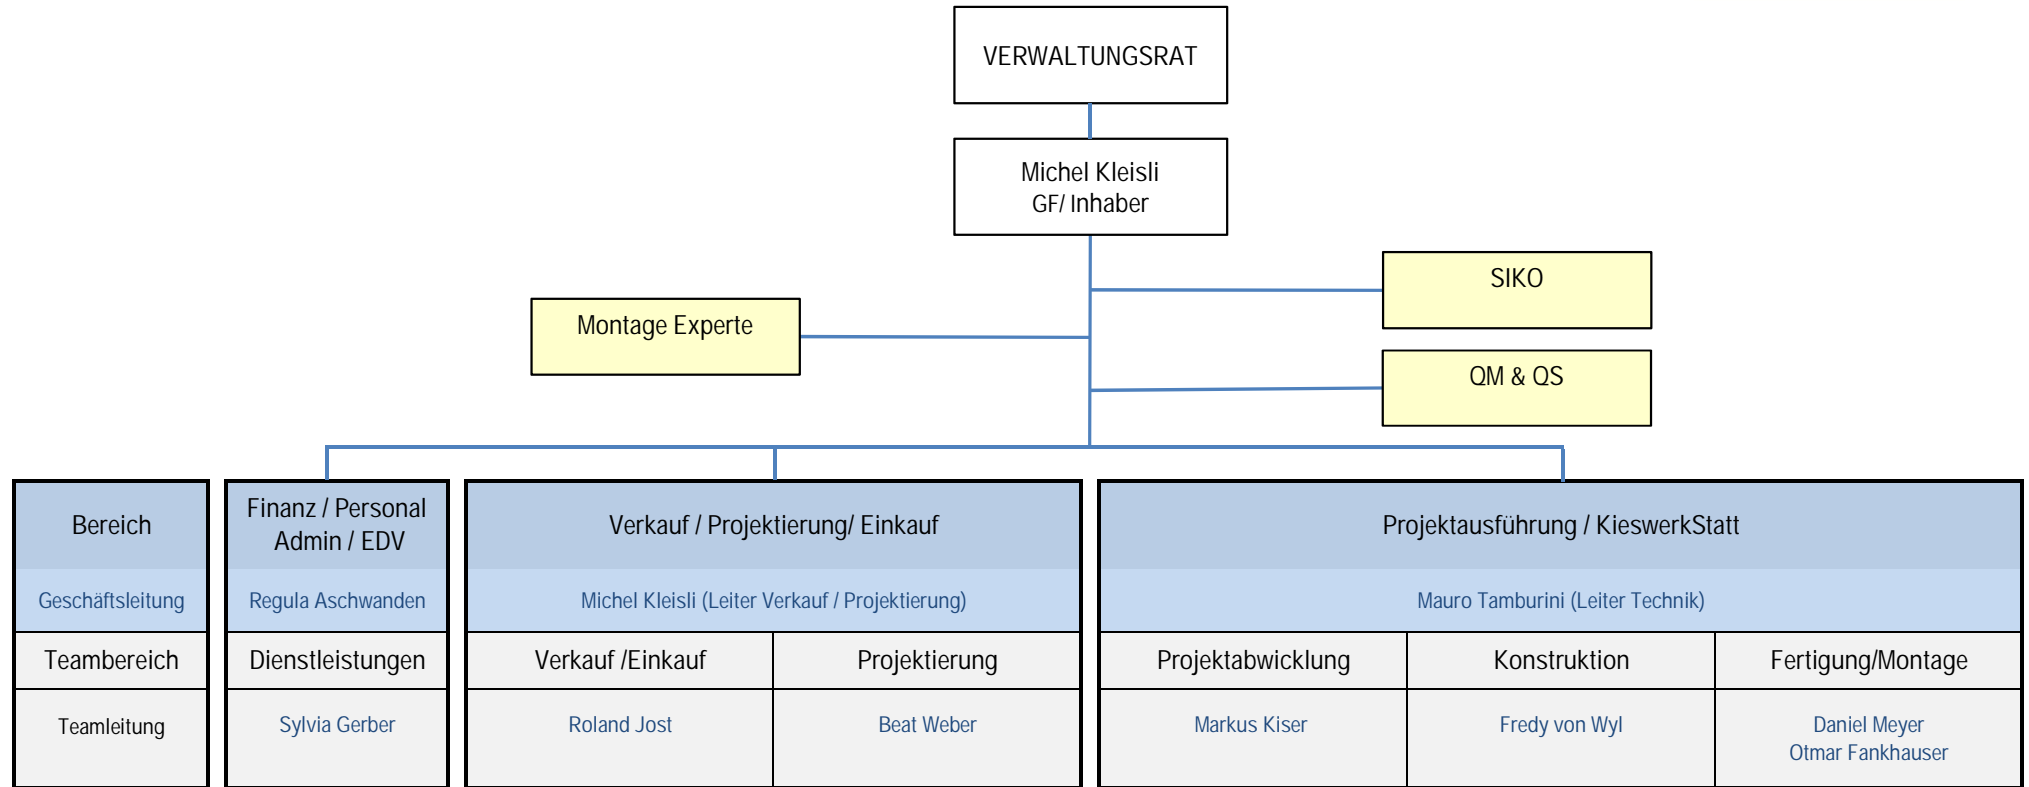 VERWALTUNGSRAT
Michel Kleisli
GF/ Inhaber
SIKO
Montage Experte
QM & QS
Bereich
Finanz / Personal
Admin / EDV
Verkauf / Projektierung/ Einkauf
Projektausführung / KieswerkStatt
Geschäftsleitung
Regula Aschwanden
Michel Kleisli (Leiter Verkauf / Projektierung)
Mauro Tamburini (Leiter Technik)
Teambereich
Dienstleistungen
Verkauf /Einkauf
Projektierung
Projektabwicklung
Konstruktion
Fertigung/Montage
Teamleitung
Sylvia Gerber
Roland Jost
Beat Weber
Markus Kiser
Fredy von Wyl
Daniel Meyer
Otmar Fankhauser